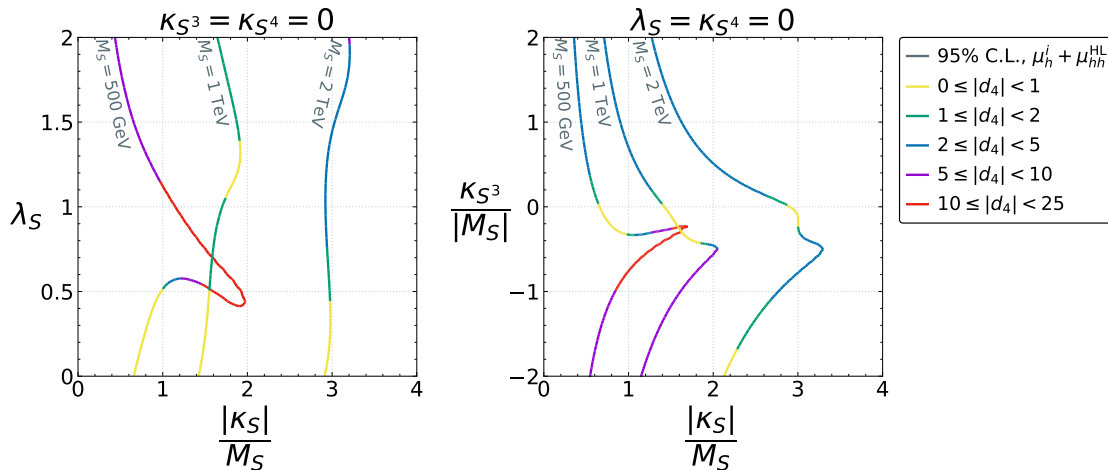 κ_{S^3} = κ_{S^4} = 0
λ_S
2
1.5
1
0.5
0
0
1
2
3
4
M_S = 500 GeV
M_S = 1 TeV
M_S = 2 TeV
|κ_S|
M_S
λ_S = κ_{S^4} = 0
κ_{S^3}
|M_S|
2
1
0
−1
−2
0
1
2
3
4
M_S = 500 GeV
M_S = 1 TeV
M_S = 2 TeV
|κ_S|
M_S
95% C.L., μ_h^i + μ_{hh}^{HL}
0 ≤ |d_4| < 1
1 ≤ |d_4| < 2
2 ≤ |d_4| < 5
5 ≤ |d_4| < 10
10 ≤ |d_4| < 25